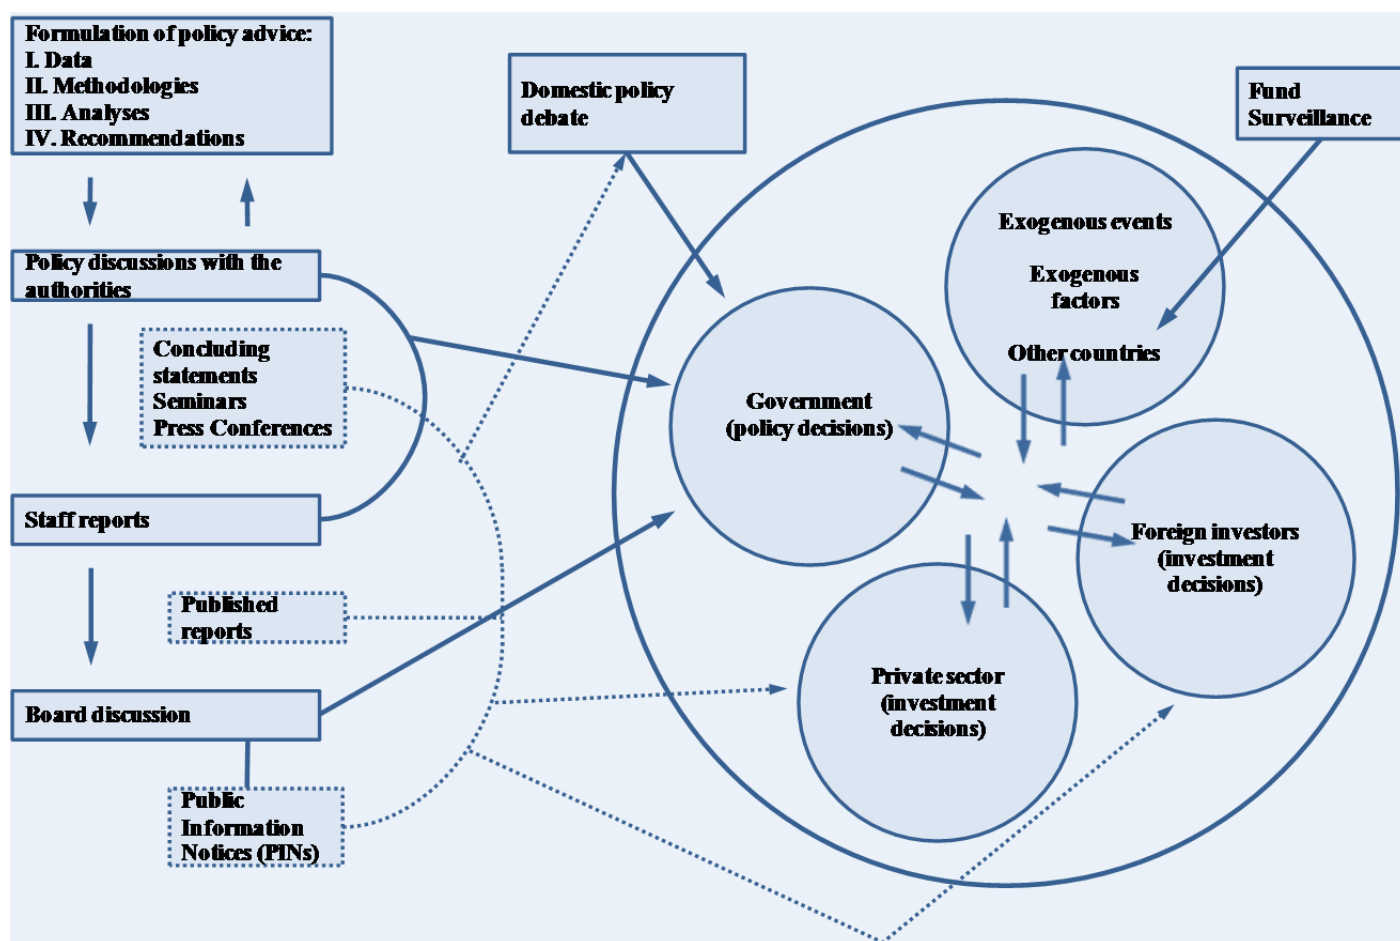 Formulation of policy advice:
I. Data
II. Methodologies
III. Analyses
IV. Recommendations
Domestic policy
debate
Fund
Surveillance
Policy discussions with the
authorities
Concluding
statements
Seminars
Press Conferences
Staff reports
Published
reports
Board discussion
Public
Information
Notices (PINs)
Exogenous events
Exogenous
factors
Other countries
Government
(policy decisions)
Foreign investors
(investment
decisions)
Private sector
(investment
decisions)